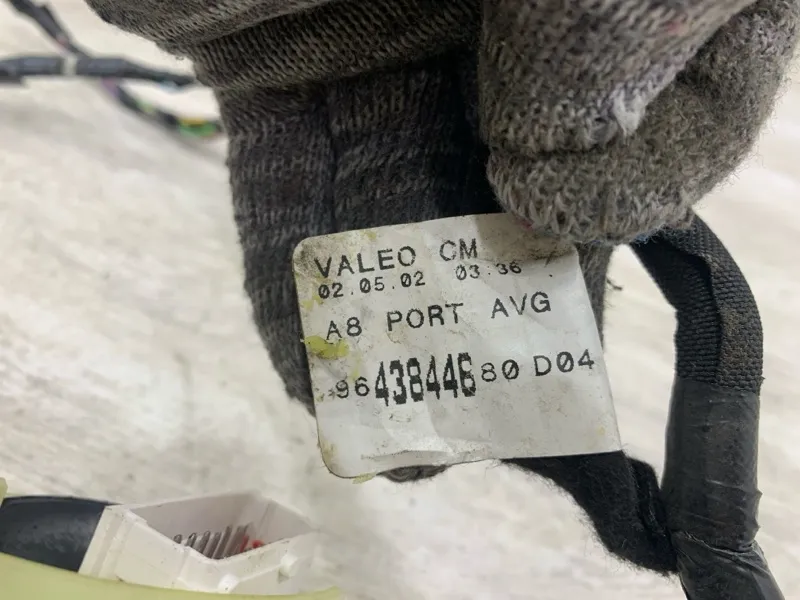 VALEO CM
02.05.02 03:36
A8 PORT AVG
9643844680 D04